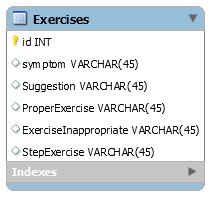 Exercises
id INT
symptom VARCHAR(45)
Suggestion VARCHAR(45)
ProperExercise VARCHAR(45)
ExerciseInappropriate VARCHAR(45)
StepExercise VARCHAR(45)
Indexes